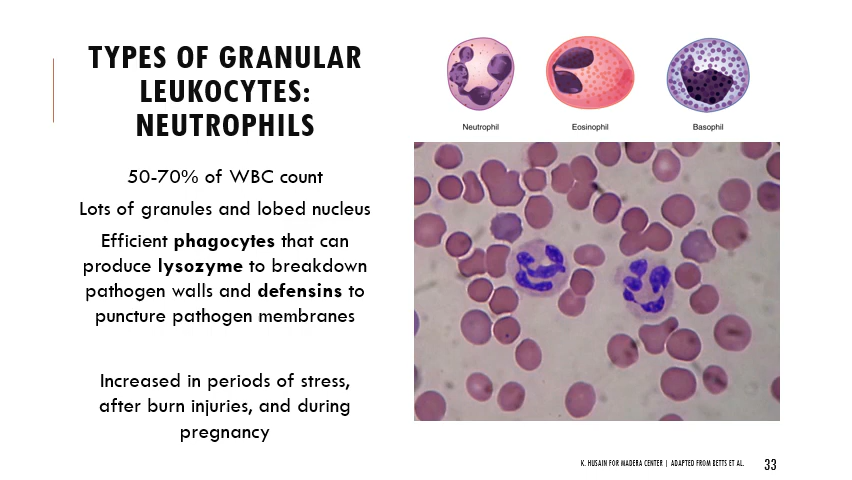 TYPES OF GRANULAR
LEUKOCYTES:
NEUTROPHILS
50-70% of WBC count
Lots of granules and lobed nucleus
Efficient phagocytes that can
produce lysozyme to breakdown
pathogen walls and defensins to
puncture pathogen membranes
Increased in periods of stress,
after burn injuries, and during
pregnancy
Neutrophil
Eosinophil
Basophil
K. HUSAIN FOR MADERA CENTER | ADAPTED FROM BETTS ET AL.
33